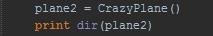 plane2 = CrazyPlane()
print dir(plane2)